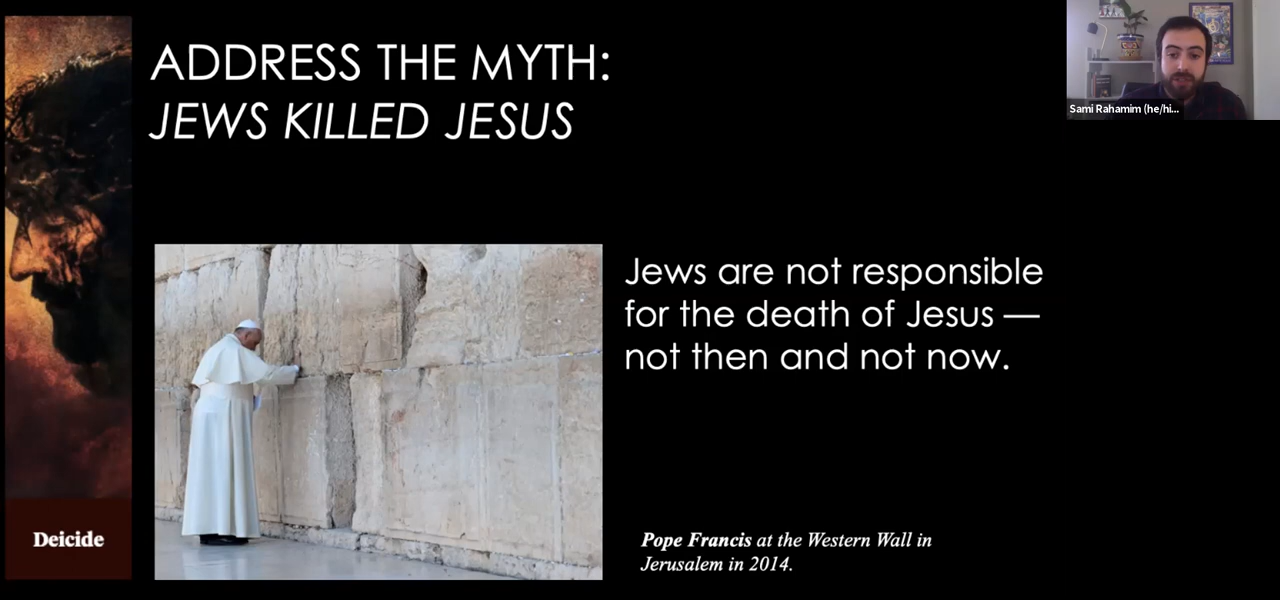 ADDRESS THE MYTH:
JEWS KILLED JESUS
Sami Rahamim (he/hi...
Jews are not responsible
for the death of Jesus —
not then and not now.
Deicide
Pope Francis at the Western Wall in
Jerusalem in 2014.